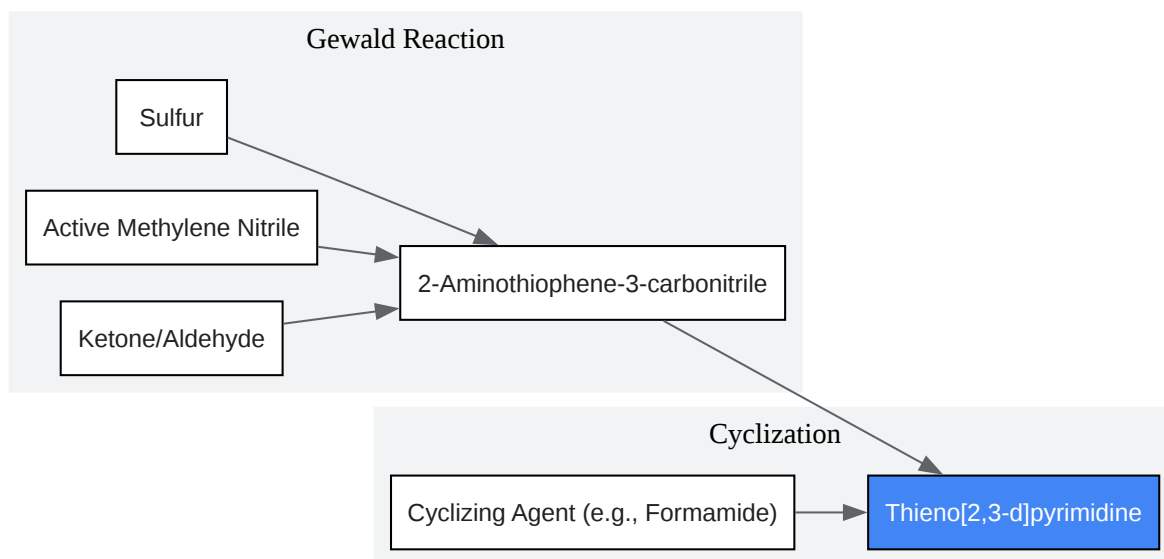 Gewald Reaction
Sulfur
Active Methylene Nitrile
2-Aminothiophene-3-carbonitrile
Ketone/Aldehyde
Cyclization
Cyclizing Agent (e.g., Formamide)
Thieno[2,3-d]pyrimidine